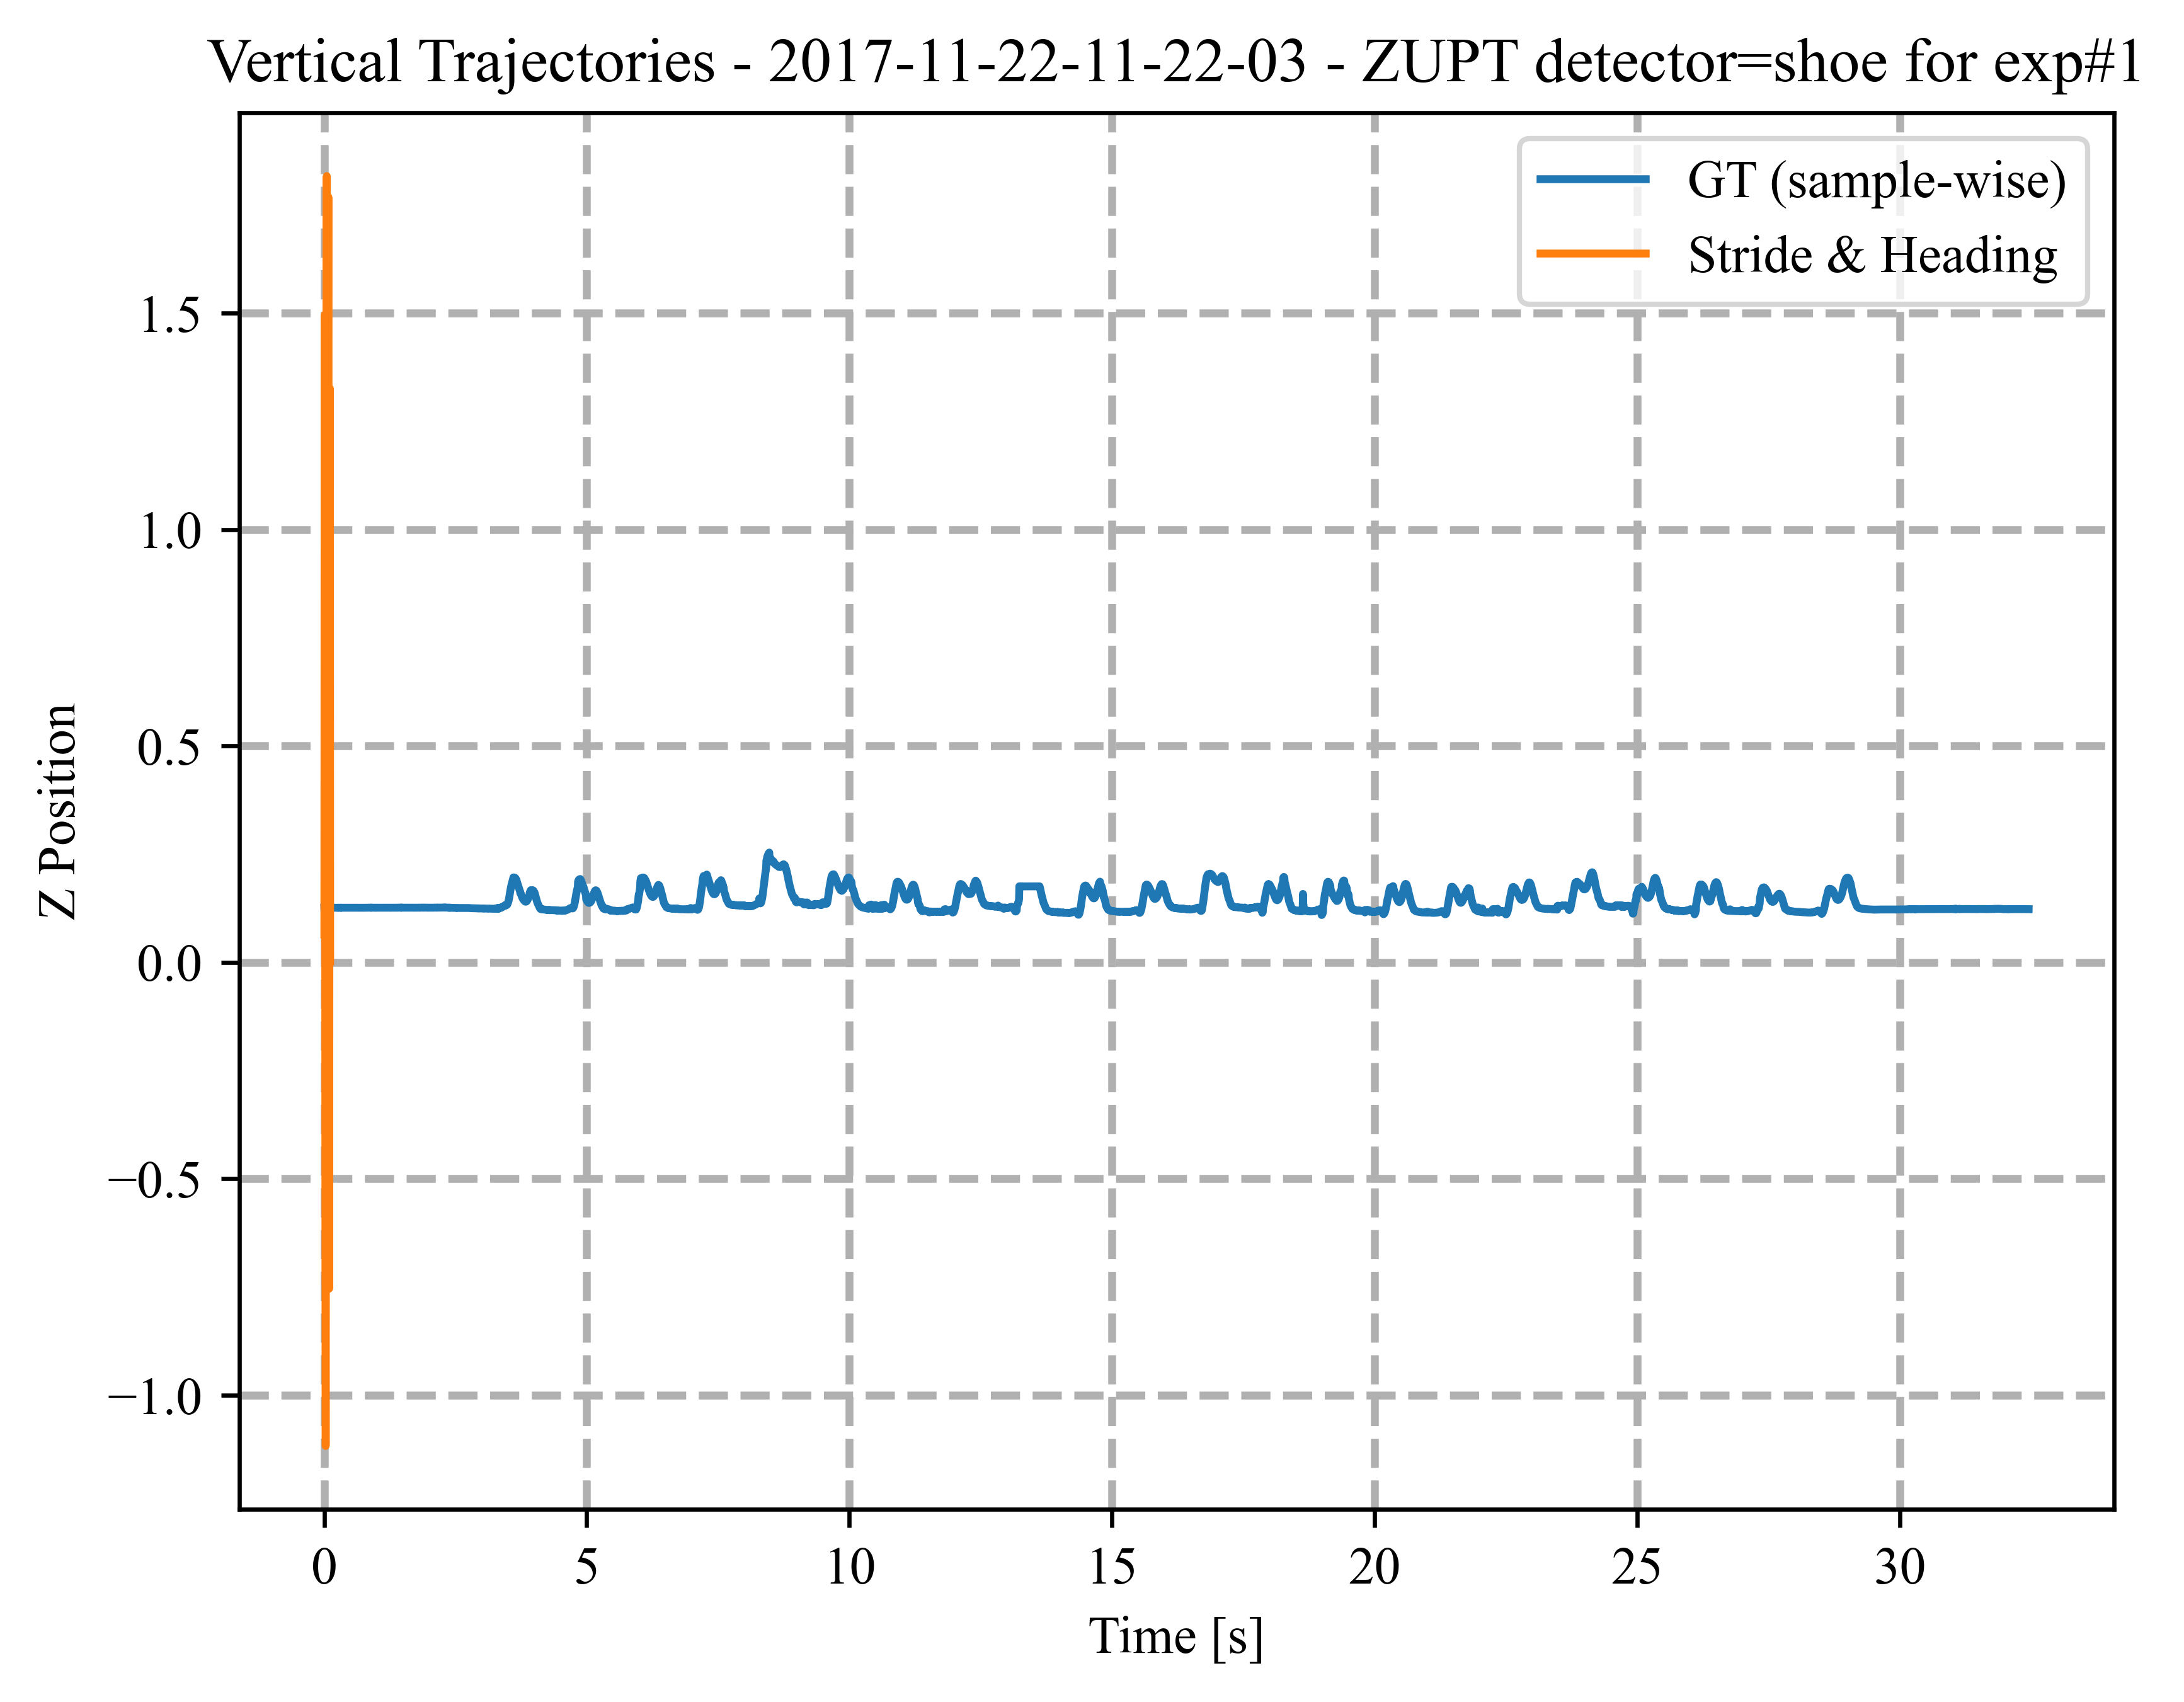 Vertical Trajectories - 2017-11-22-11-22-03 - ZUPT detector=shoe for exp#1
GT (sample-wise)
Stride & Heading
1.5
1.0
0.5
0.0
−0.5
−1.0
Z Position
0 5 10 15 20 25 30
Time [s]